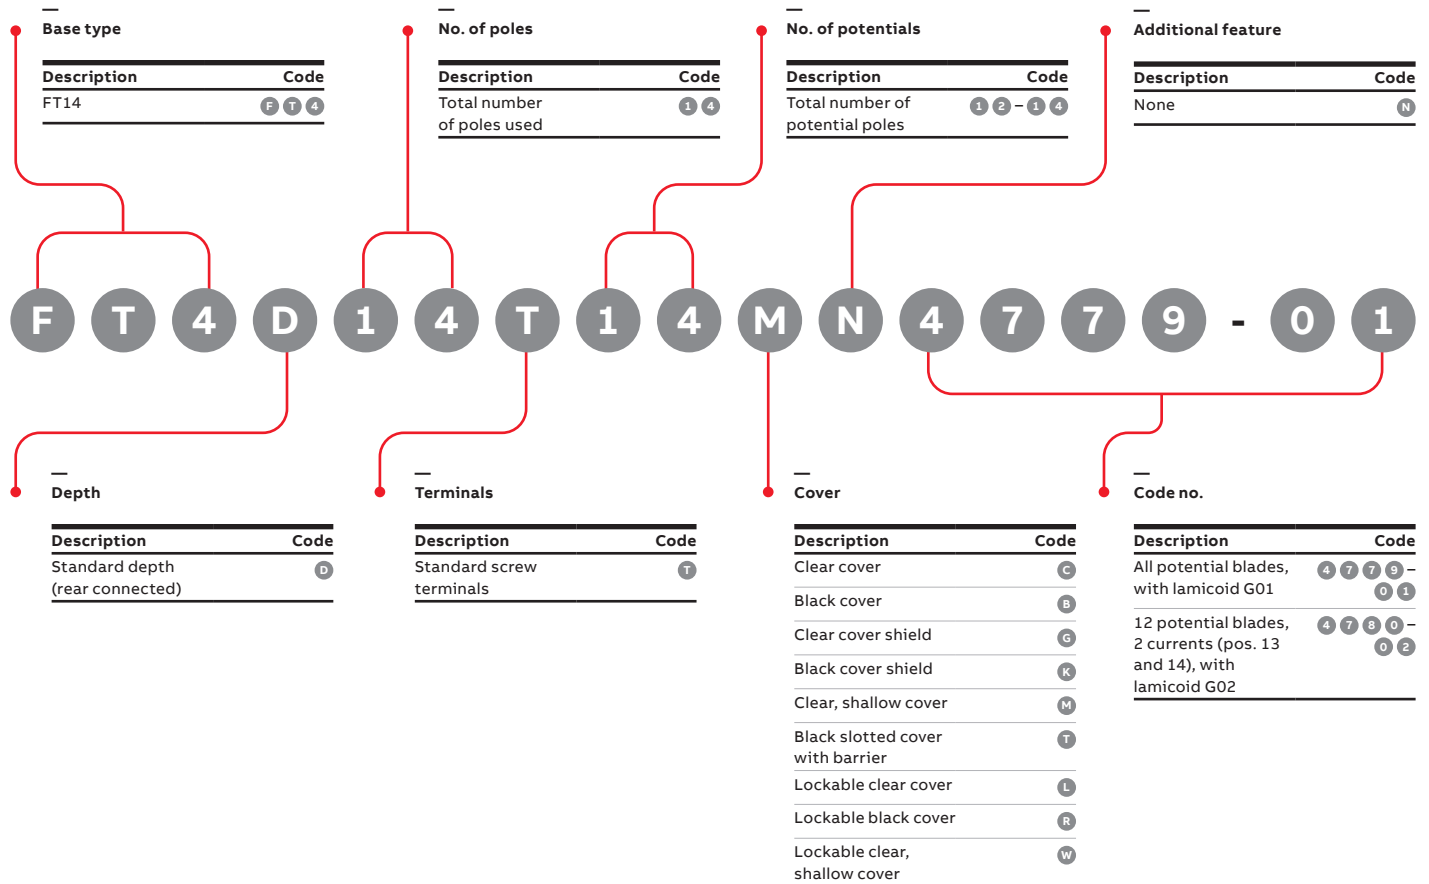 Base type
Description Code
FT14 F T 4
No. of poles
Description Code
Total number 1 4
of poles used
No. of potentials
Description Code
Total number of 1 2 – 1 4
potential poles
Additional feature
Description Code
None N
F T 4 D 1 4 T 1 4 M N 4 7 7 9 - 0 1
Depth
Description Code
Standard depth D
(rear connected)
Terminals
Description Code
Standard screw T
terminals
Cover
Description Code
Clear cover C
Black cover B
Clear cover shield G
Black cover shield K
Clear, shallow cover M
Black slotted cover T
with barrier
Lockable clear cover L
Lockable black cover R
Lockable clear, W
shallow cover
Code no.
Description Code
All potential blades, 4 7 7 9 –
with lamicoid G01 0 1
12 potential blades, 4 7 8 0 –
2 currents (pos. 13 0 2
and 14), with
lamicoid G02